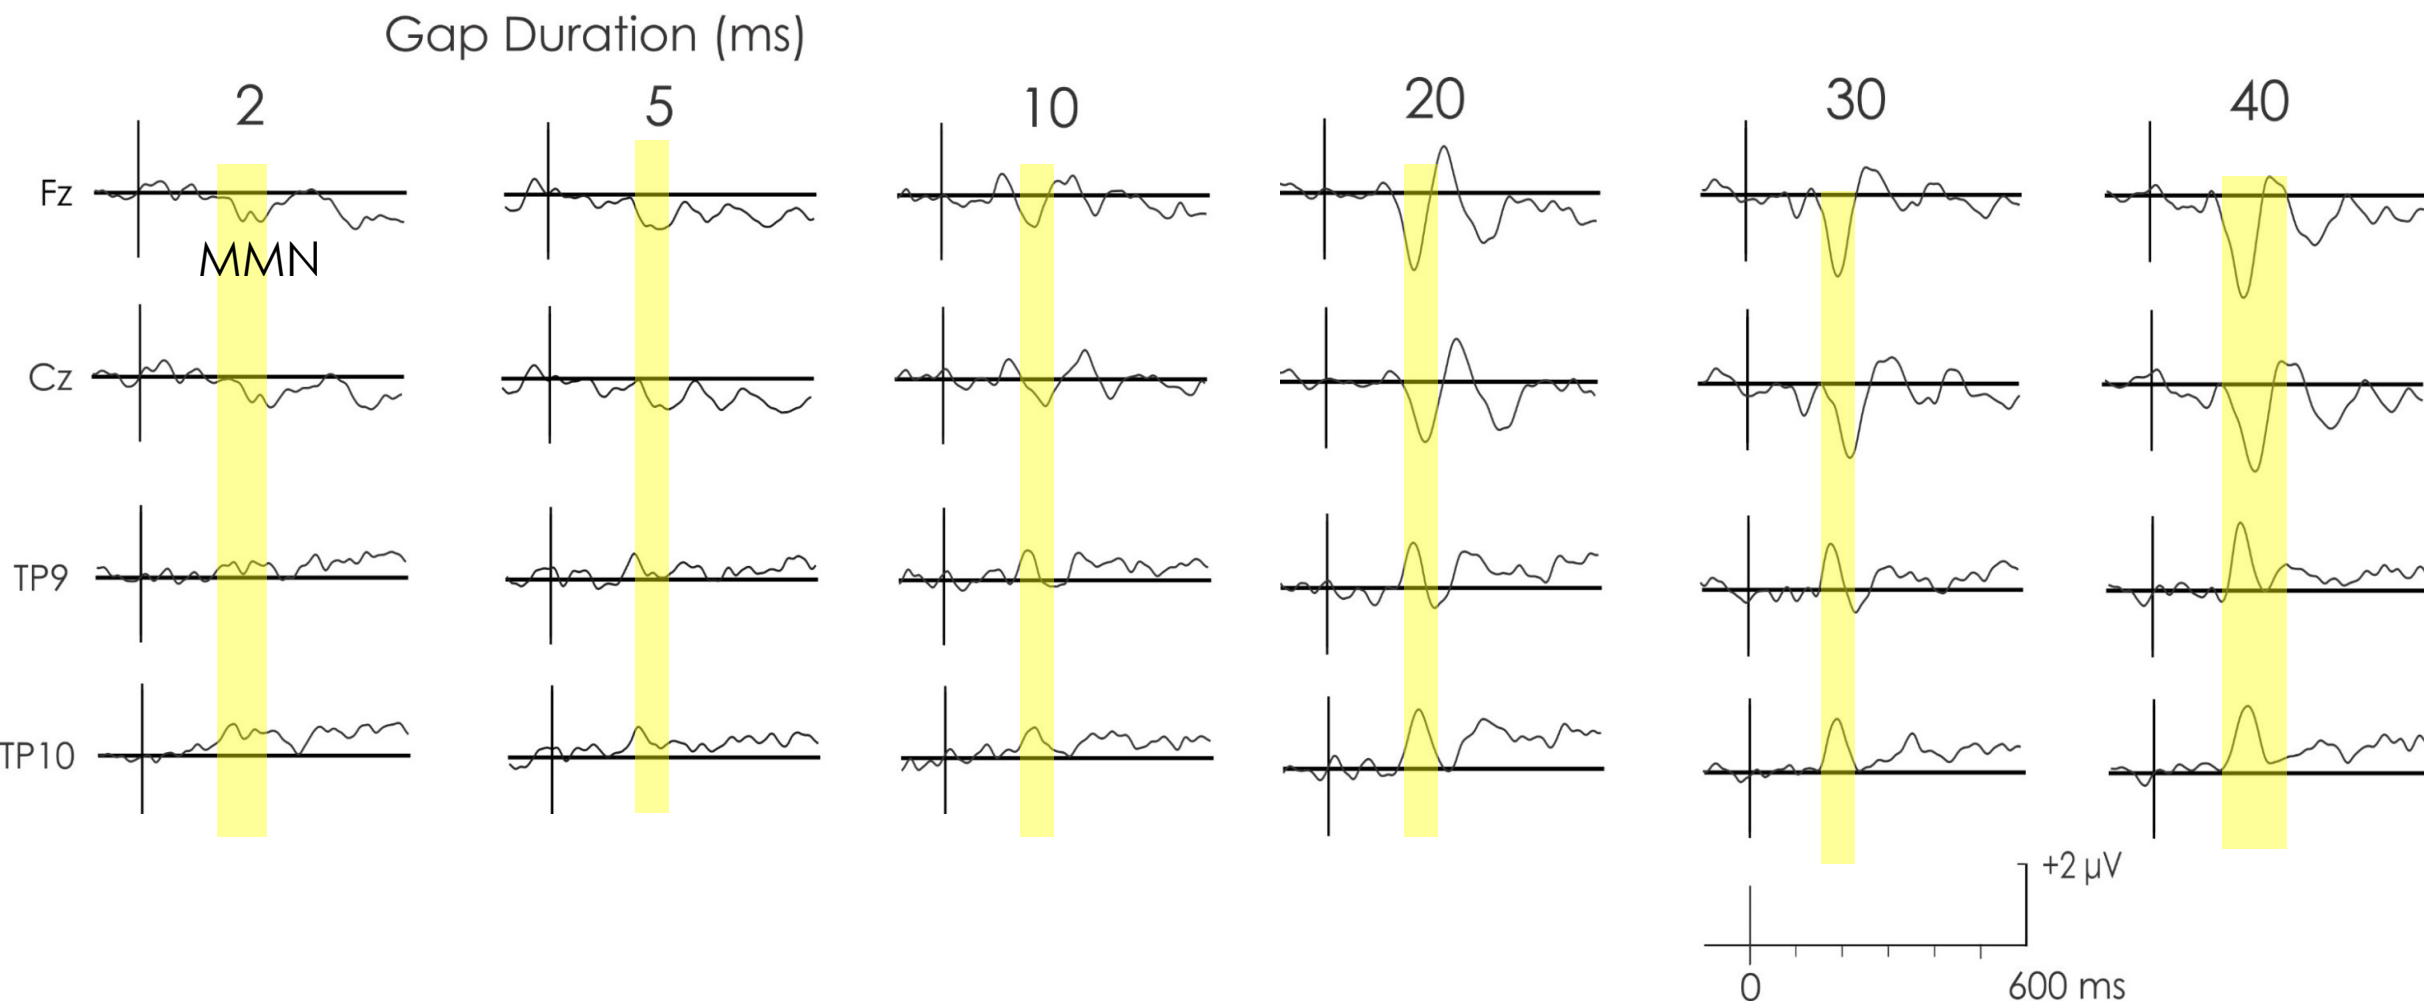 Gap Duration (ms)
2 5 10 20 30 40
Fz
MMN
Cz
TP9
TP10
+2 μV
0 600 ms